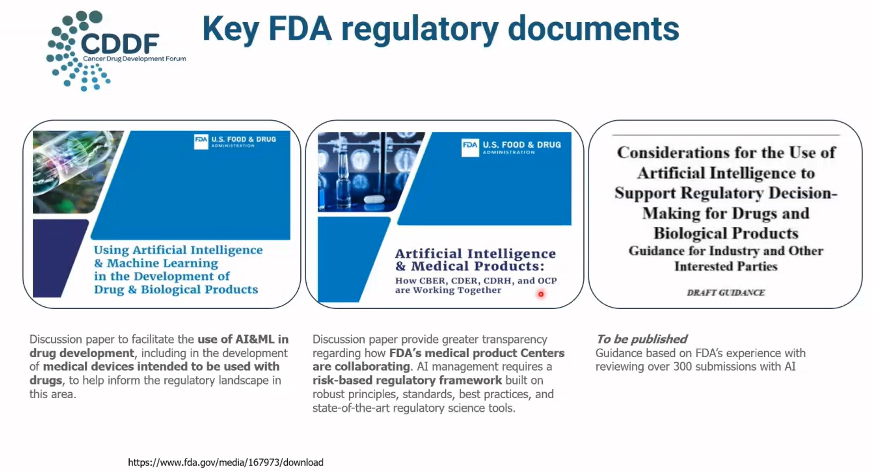 CDDF
Cancer Drug Development Forum
Key FDA regulatory documents
FDA U.S. FOOD & DRUG
ADMINISTRATION
Using Artificial Intelligence
& Machine Learning
in the Development of
Drug & Biological Products
FDA U.S. FOOD & DRUG
ADMINISTRATION
Artificial Intelligence
& Medical Products:
How CBER, CDER, CDRH, and OCP
are Working Together
Considerations for the Use of
Artificial Intelligence to
Support Regulatory Decision-
Making for Drugs and
Biological Products
Guidance for Industry and Other
Interested Parties
DRAFT GUIDANCE
Discussion paper to facilitate the use of AI&ML in
drug development, including in the development
of medical devices intended to be used with
drugs, to help inform the regulatory landscape in
this area.
Discussion paper provide greater transparency
regarding how FDA's medical product Centers
are collaborating. AI management requires a
risk-based regulatory framework built on
robust principles, standards, best practices, and
state-of-the-art regulatory science tools.
To be published
Guidance based on FDA's experience with
reviewing over 300 submissions with AI
https://www.fda.gov/media/167973/download